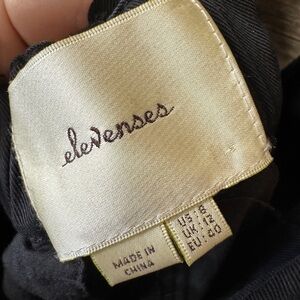 elevenses
MADE IN
CHINA
US: 8
UK: 12
EU: 40